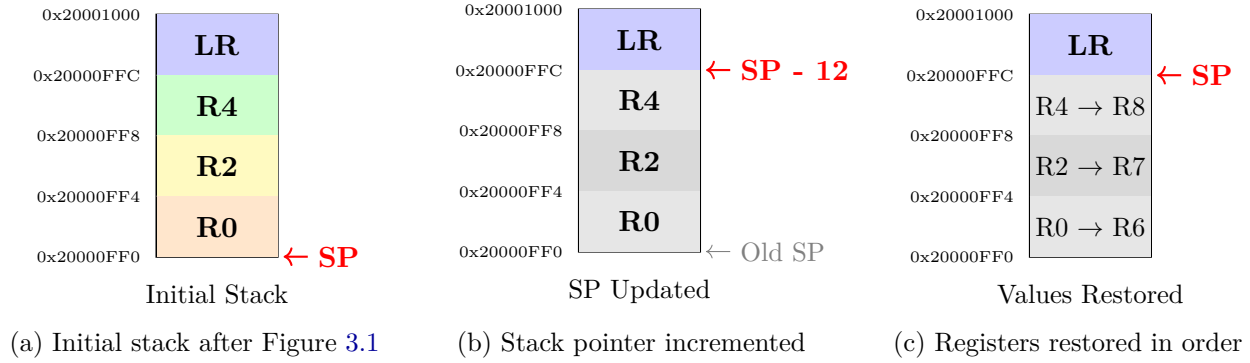 0x20001000
LR
0x20000FFC
R4
0x20000FF8
R2
0x20000FF4
R0
0x20000FF0
← SP
Initial Stack
(a) Initial stack after Figure 3.1
0x20001000
LR
0x20000FFC
← SP - 12
R4
0x20000FF8
R2
0x20000FF4
R0
0x20000FF0
← Old SP
SP Updated
(b) Stack pointer incremented
0x20001000
LR
0x20000FFC
← SP
R4 → R8
0x20000FF8
R2 → R7
0x20000FF4
R0 → R6
0x20000FF0
Values Restored
(c) Registers restored in order